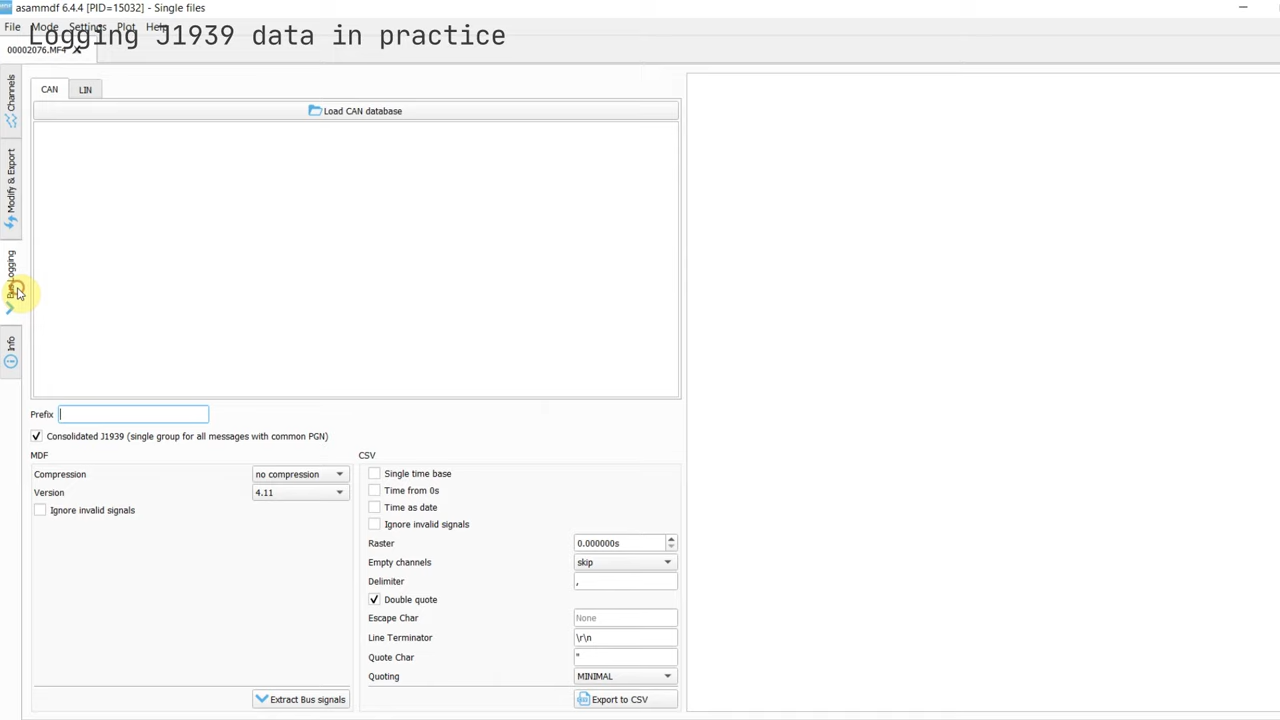 asammdf 6.4.4 [PID=15032] - Single files
File Mode Settings Plot Help
Logging J1939 data in practice
00002076.MF4
Channels
Modify & Export
Bus Logging
Info
CAN LIN
Load CAN database
Prefix
Consolidated J1939 (single group for all messages with common PGN)
MDF
Compression no compression
Version 4.11
Ignore invalid signals
Extract Bus signals
CSV
Single time base
Time from 0s
Time as date
Ignore invalid signals
Raster 0.000000s
Empty channels skip
Delimiter ,
Double quote
Escape Char None
Line Terminator \r\n
Quote Char "
Quoting MINIMAL
Export to CSV